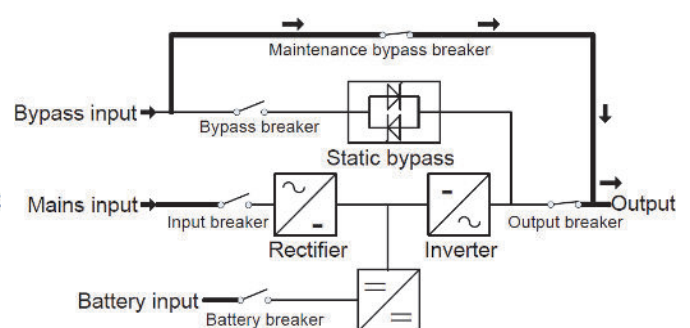 Maintenance bypass breaker
Bypass input
Bypass breaker
Static bypass
Mains input
Input breaker
Rectifier
Inverter
Output breaker
Output
Battery input
Battery breaker